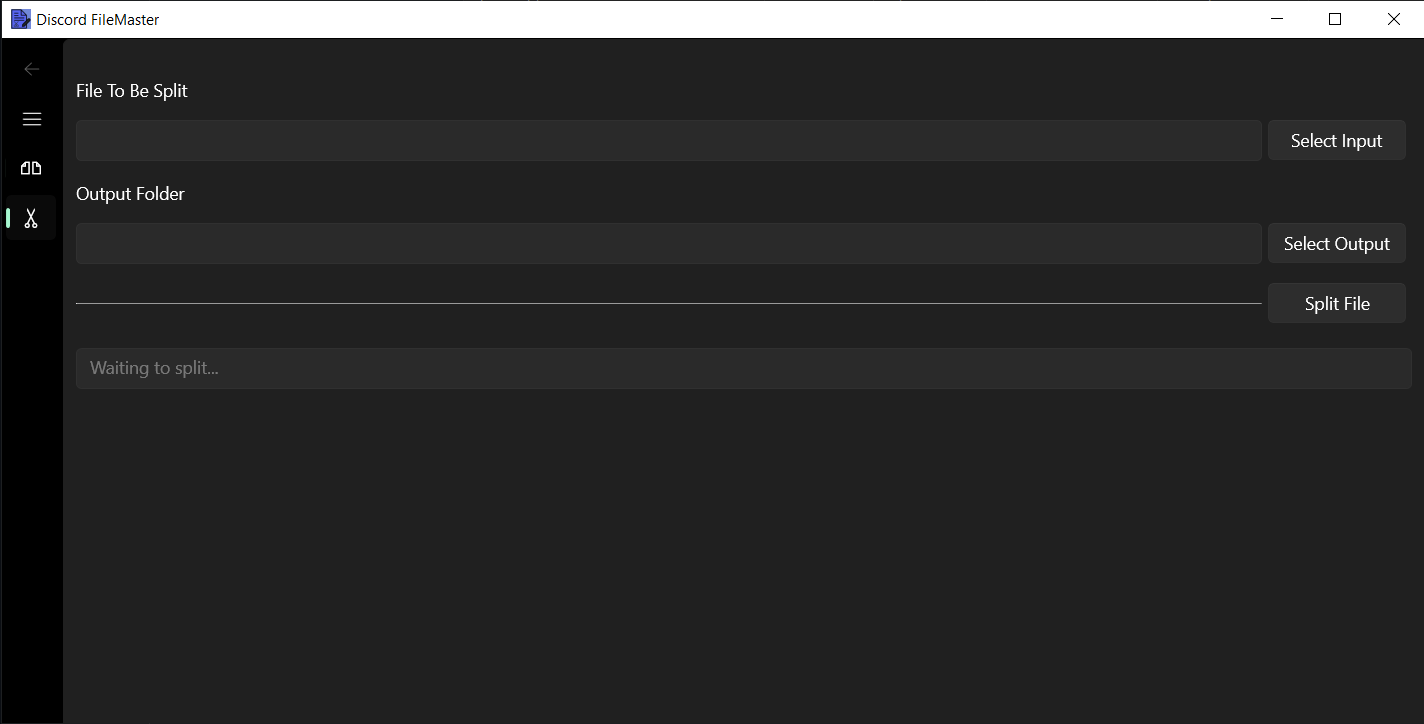 Discord FileMaster
File To Be Split
Select Input
Output Folder
Select Output
Split File
Waiting to split...